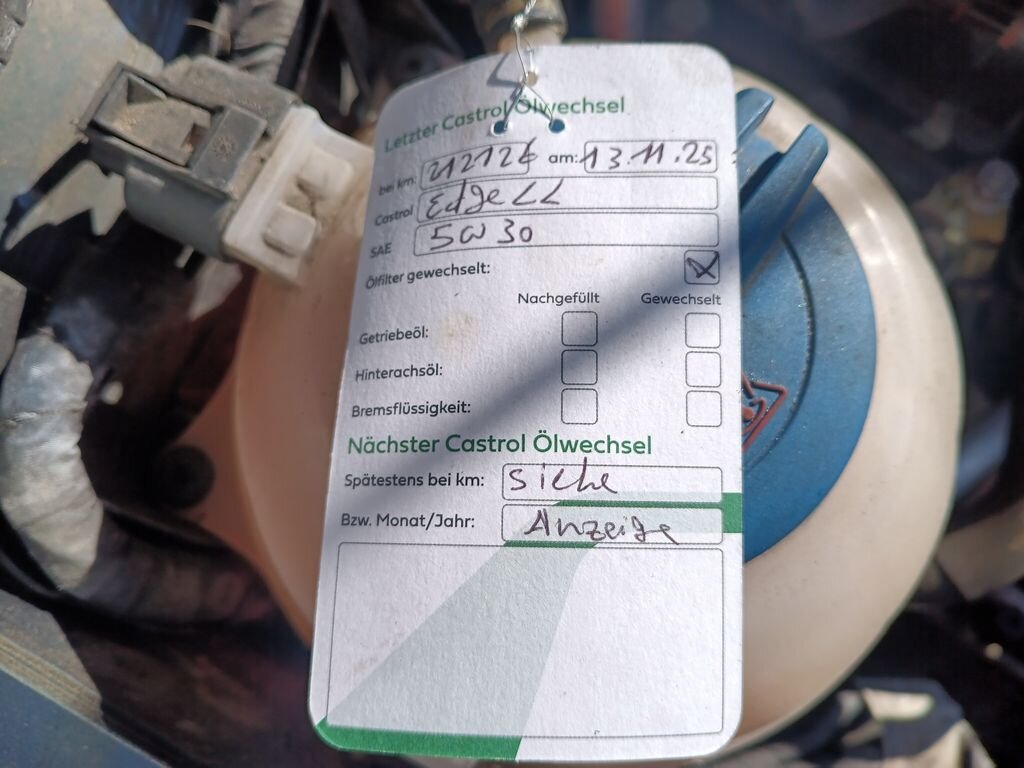 Letzter Castrol Ölwechsel
bei km: 212126 am: 13.11.25
Castrol Edge LL
SAE 5W30
Ölfilter gewechselt:
Nachgefüllt Gewechselt
Getriebeöl:
Hinterachsöl:
Bremsflüssigkeit:
Nächster Castrol Ölwechsel
Spätestens bei km: siehe
Bzw. Monat/Jahr: Anzeige